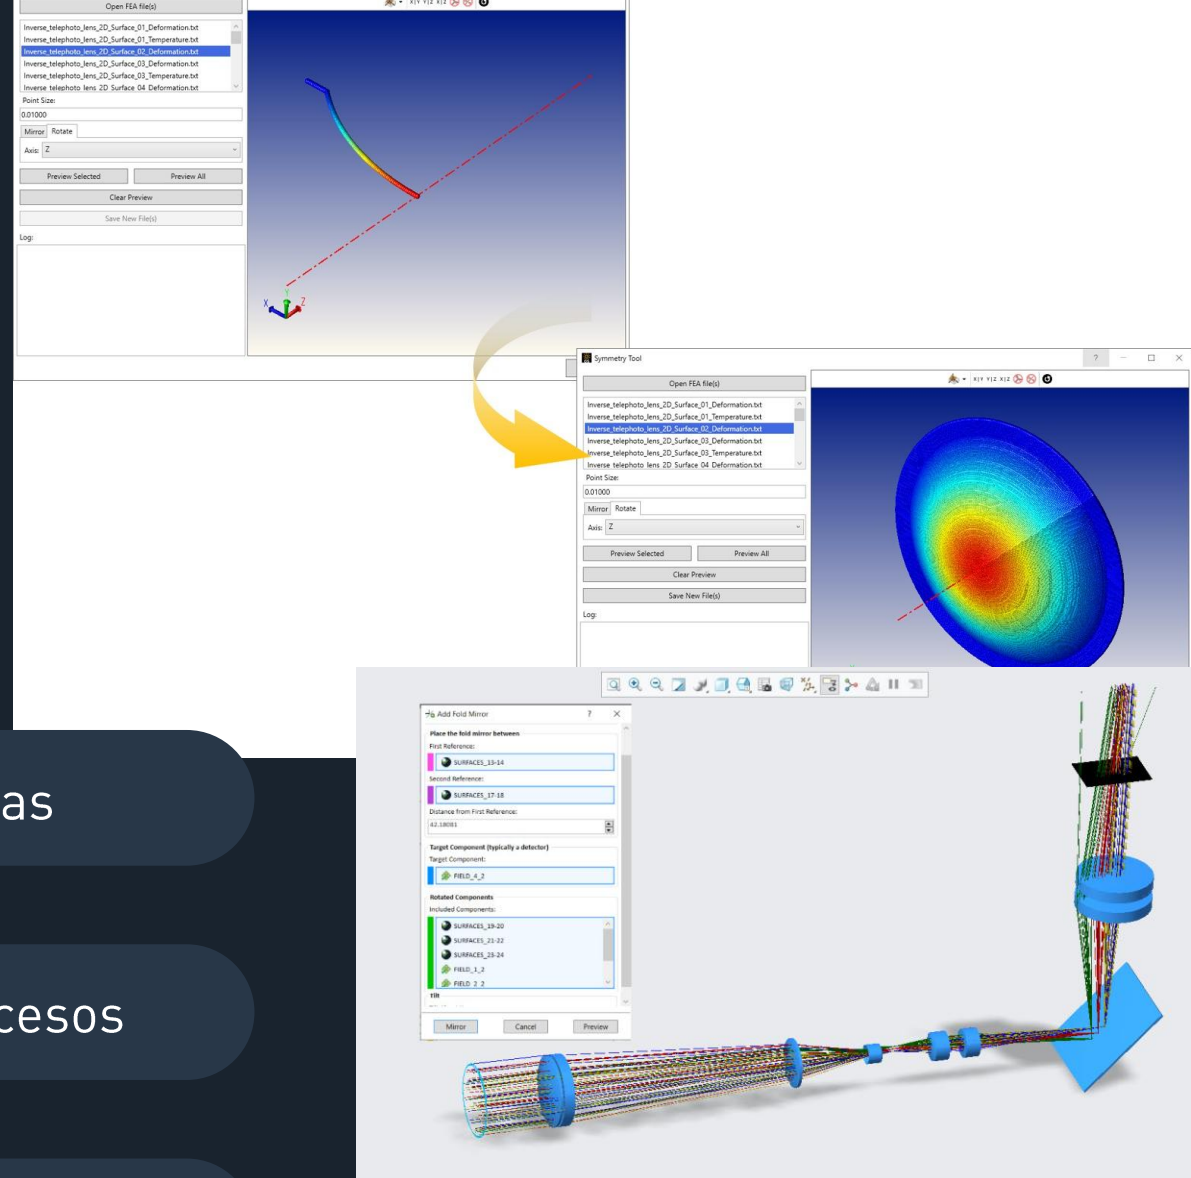 Open FEA file(s)
X|Y Y|Z X|Z
Inverse_telephoto_lens_2D_Surface_01_Deformation.txt
Inverse_telephoto_lens_2D_Surface_01_Temperature.txt
Inverse_telephoto_lens_2D_Surface_02_Deformation.txt
Inverse_telephoto_lens_2D_Surface_03_Deformation.txt
Inverse_telephoto_lens_2D_Surface_03_Temperature.txt
Inverse_telephoto_lens_2D_Surface_04_Deformation.txt
Point Size:
0.01000
Mirror Rotate
Axis: Z
Preview Selected Preview All
Clear Preview
Save New File(s)
Log:
Y
X Z
Symmetry Tool ?
Open FEA file(s)
X|Y Y|Z X|Z
Inverse_telephoto_lens_2D_Surface_01_Deformation.txt
Inverse_telephoto_lens_2D_Surface_01_Temperature.txt
Inverse_telephoto_lens_2D_Surface_02_Deformation.txt
Inverse_telephoto_lens_2D_Surface_03_Deformation.txt
Inverse_telephoto_lens_2D_Surface_03_Temperature.txt
Inverse_telephoto_lens_2D_Surface_04_Deformation.txt
Point Size:
0.01000
Mirror Rotate
Axis: Z
Preview Selected Preview All
Clear Preview
Save New File(s)
Log:
Add Fold Mirror ?
Place the fold mirror between
First Reference:
SURFACES_13-14
Second Reference:
SURFACES_17-18
Distance from First Reference:
42.58081
Target Component (typically a detector)
Target Component:
FIELD_4_2
Rotated Components
Included Components:
SURFACES_19-20
SURFACES_21-22
SURFACES_23-24
FIELD_1_2
FIELD_2_2
Tilt
Mirror Cancel Preview
as
cesos